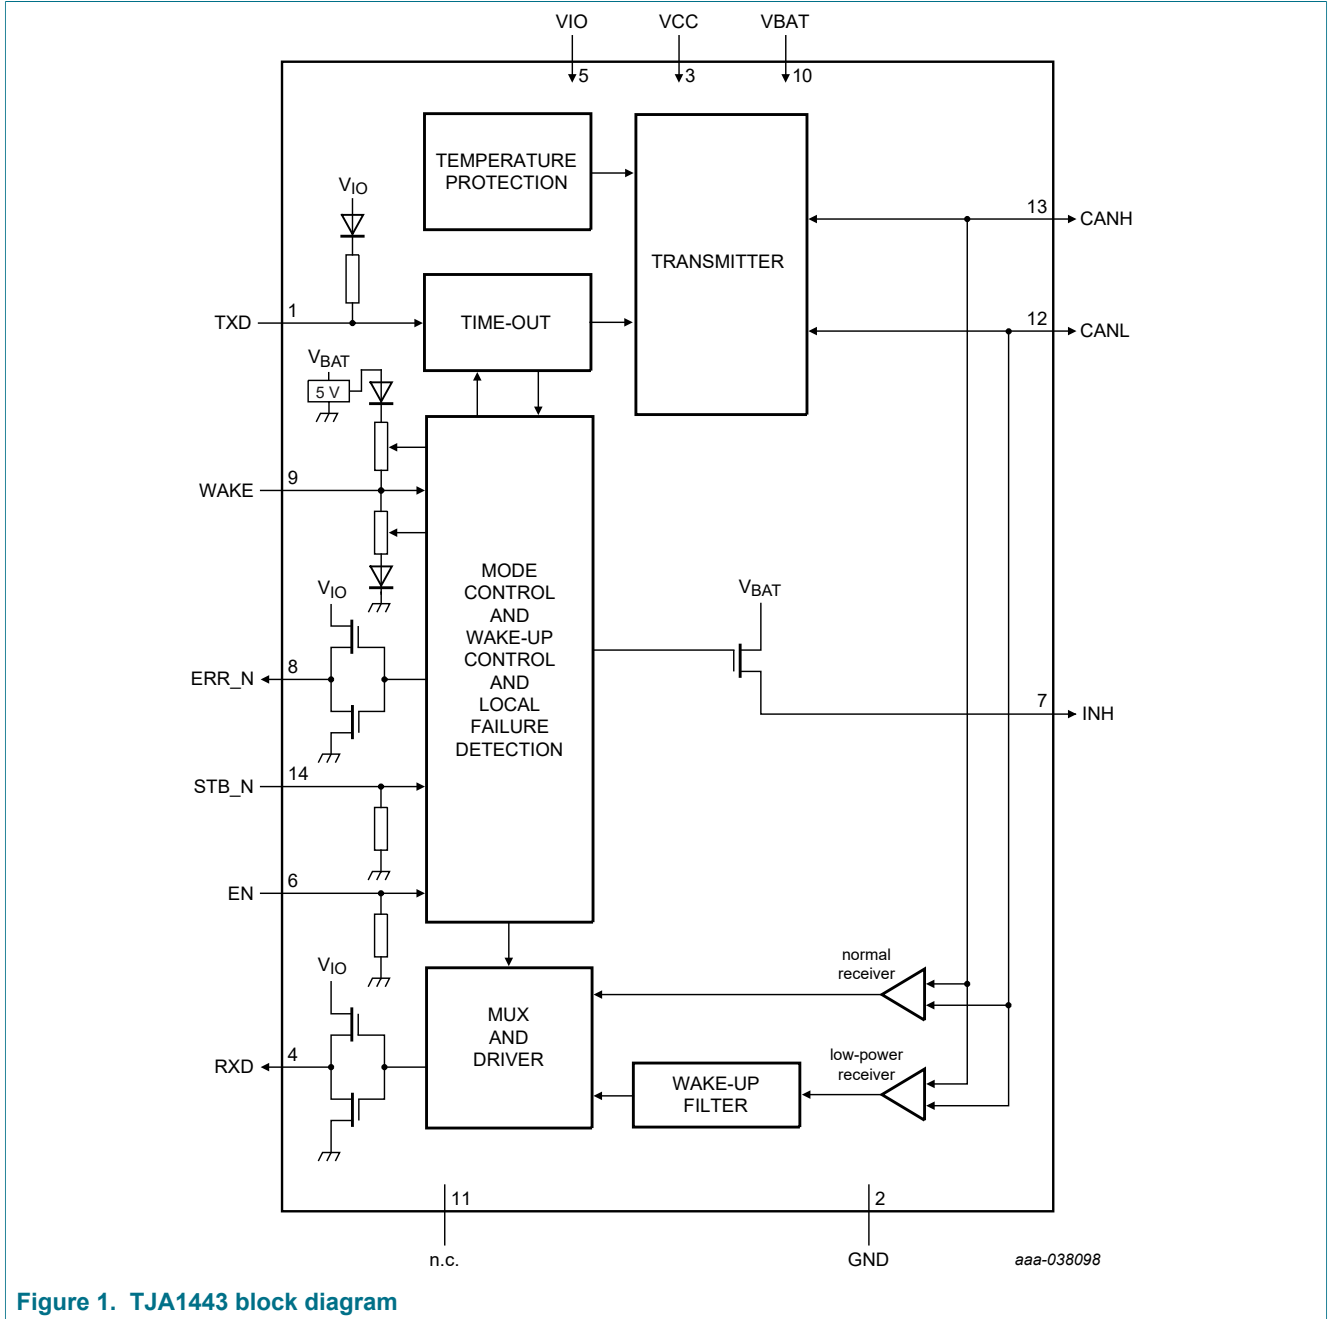 VIO VCC VBAT
5 3 10
TEMPERATURE
PROTECTION
VIO
13 CANH
TRANSMITTER
1
TXD
TIME-OUT
12 CANL
VBAT
5 V
9
WAKE
MODE
CONTROL
AND
WAKE-UP
CONTROL
AND
LOCAL
FAILURE
DETECTION
VIO
VBAT
8
ERR_N
7 INH
14
STB_N
6
EN
normal
receiver
VIO
MUX
AND
DRIVER
4
RXD
low-power
receiver
WAKE-UP
FILTER
11 2
n.c. GND aaa-038098
Figure 1. TJA1443 block diagram